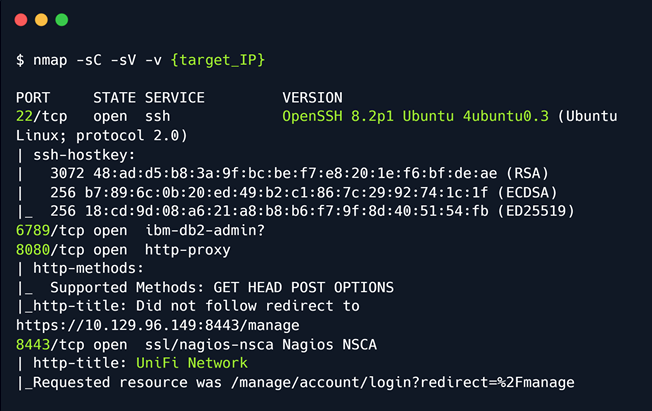 $ nmap -sC -sV -v {target_IP}
PORT     STATE SERVICE         VERSION
22/tcp   open  ssh             OpenSSH 8.2p1 Ubuntu 4ubuntu0.3 (Ubuntu
Linux; protocol 2.0)
| ssh-hostkey:
|   3072 48:ad:d5:b8:3a:9f:bc:be:f7:e8:20:1e:f6:bf:de:ae (RSA)
|   256 b7:89:6c:0b:20:ed:49:b2:c1:86:7c:29:92:74:1c:1f (ECDSA)
|_  256 18:cd:9d:08:a6:21:a8:b8:b6:f7:9f:8d:40:51:54:fb (ED25519)
6789/tcp open  ibm-db2-admin?
8080/tcp open  http-proxy
| http-methods:
|_  Supported Methods: GET HEAD POST OPTIONS
|_http-title: Did not follow redirect to
https://10.129.96.149:8443/manage
8443/tcp open  ssl/nagios-nsca Nagios NSCA
| http-title: UniFi Network
|_Requested resource was /manage/account/login?redirect=%2Fmanage